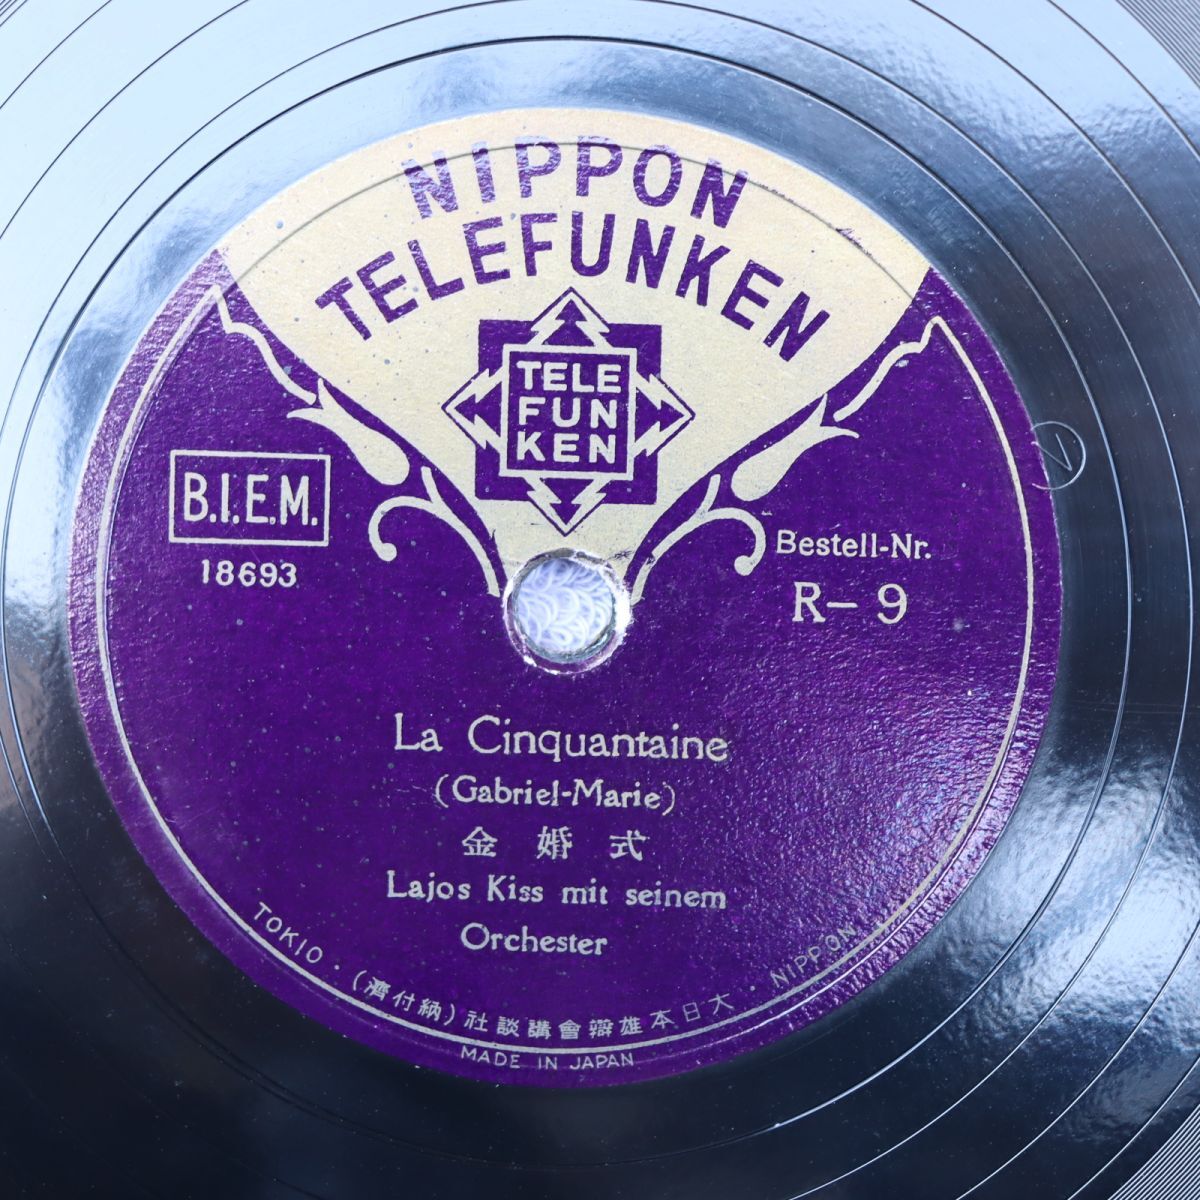 NIPPON
TELEFUNKEN
TELE
FUN
KEN
B.I.E.M.
18693
Bestell-Nr.
R-9
La Cinquantaine
(Gabriel-Marie)
金婚式
Lajos Kiss mit seinem
Orchester
TOKIO・(濟付納)社談講會辯雄本日大・NIPPON
MADE IN JAPAN